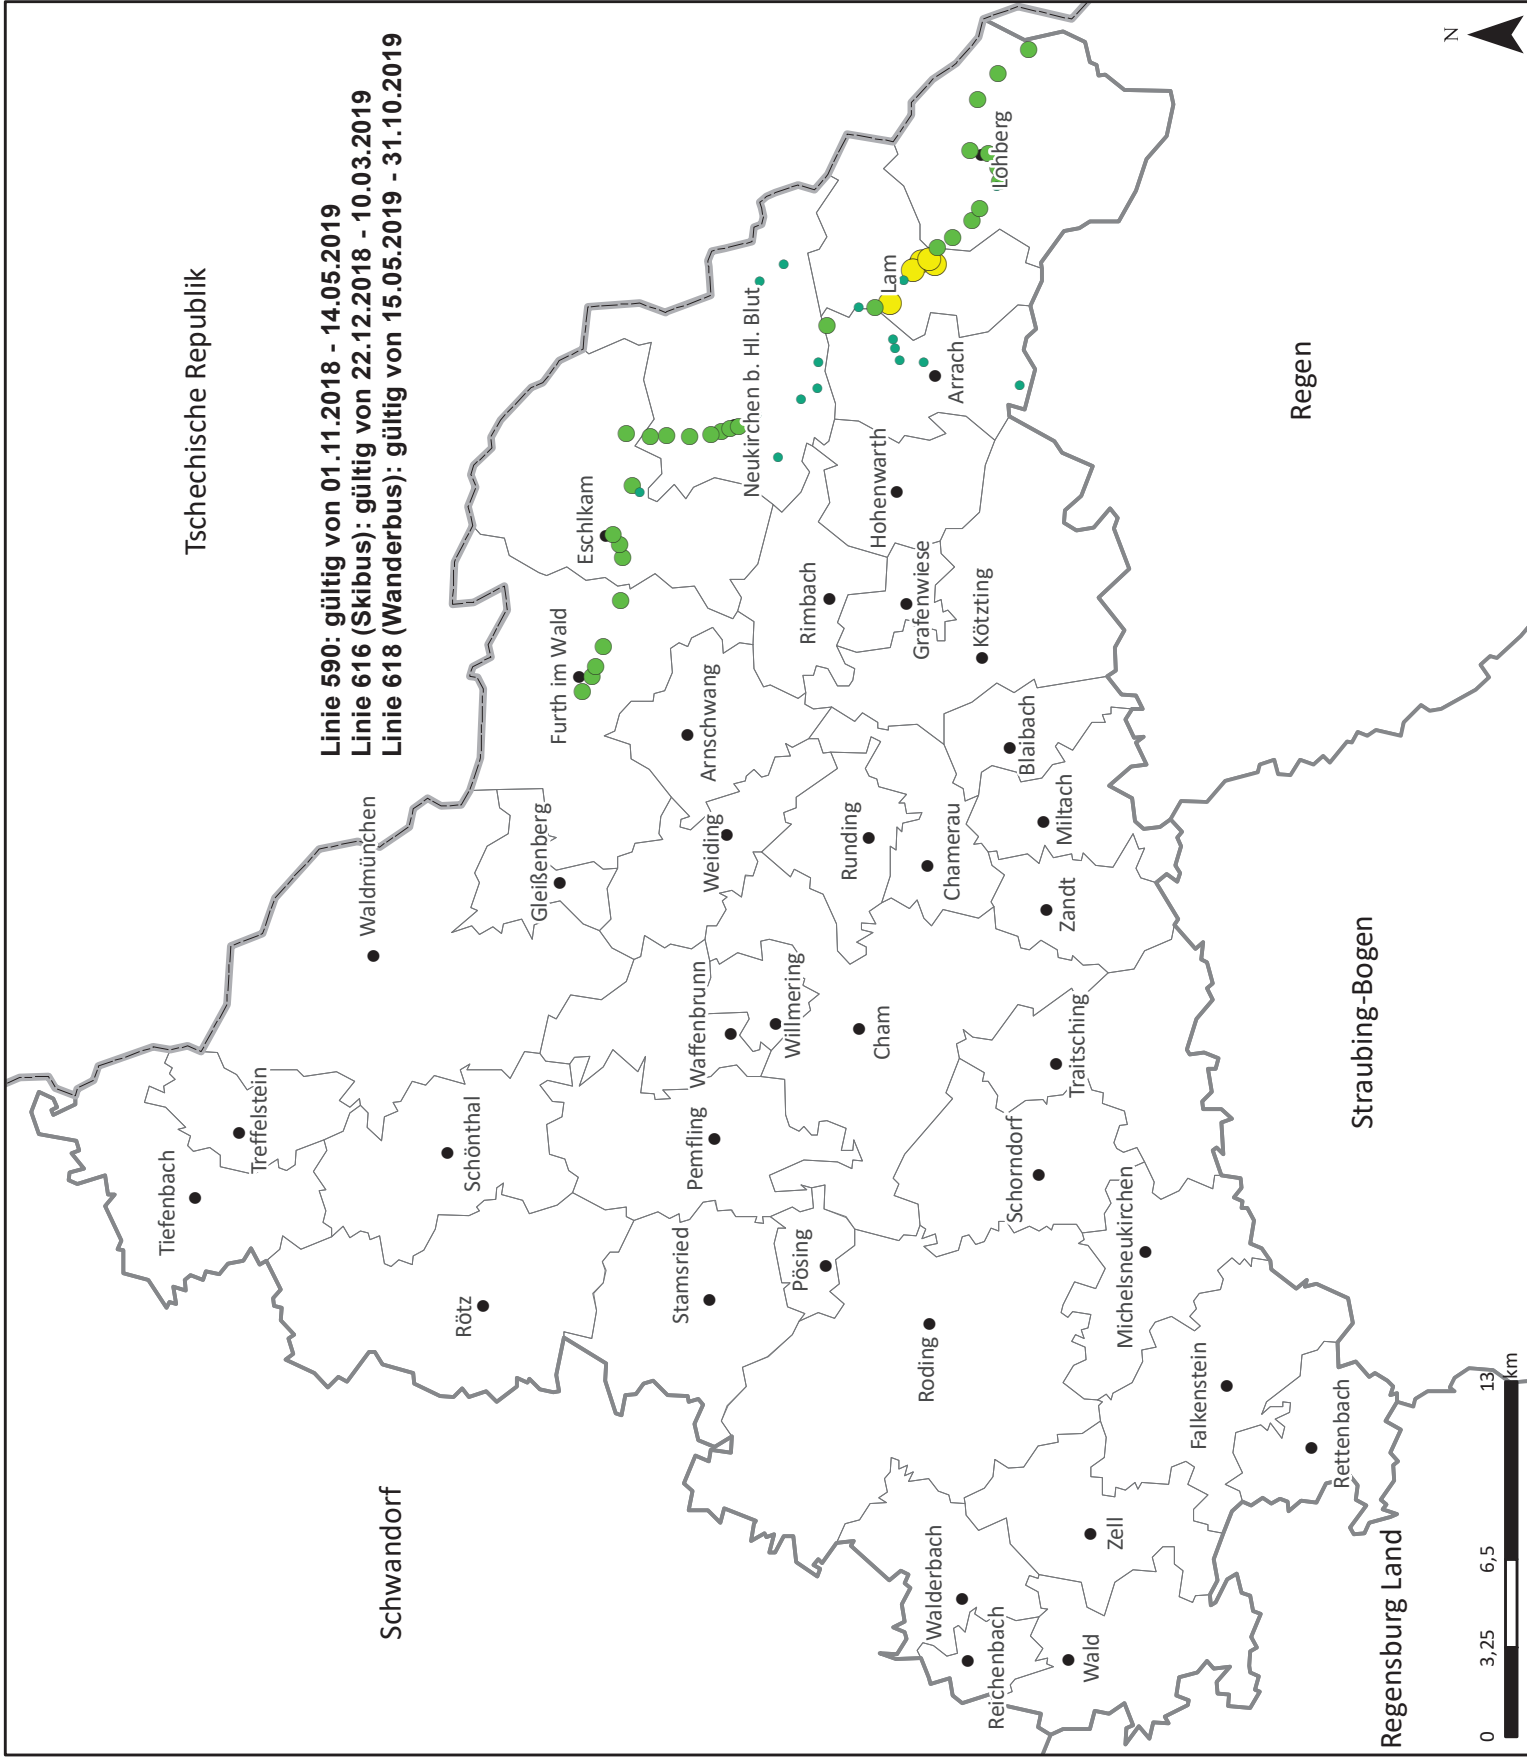 Tschechische Republik
Linie 590: gültig von 01.11.2018 - 14.05.2019
Linie 616 (Skibus): gültig von 22.12.2018 - 10.03.2019
Linie 618 (Wanderbus): gültig von 15.05.2019 - 31.10.2019
Schwandorf
Tiefenbach
Treffelstein
Waldmünchen
Schönthal
Rötz
Gleißenberg
Furth im Wald
Eschlkam
Stamsried
Pemfling
Waffenbrunn
Weiding
Arnschwang
Neukirchen b. Hl. Blut
Willmering
Pösing
Rimbach
Runding
Cham
Hohenwarth
Lam
Grafenwiese
Roding
Walderbach
Chamerau
Arrach
Kötzting
Lohberg
Reichenbach
Schorndorf
Blaibach
Traitsching
Zandt
Miltach
Wald
Zell
Michelsneukirchen
Falkenstein
Rettenbach
Regen
Straubing-Bogen
Regensburg Land
N
0
3,25
6,5
13
km